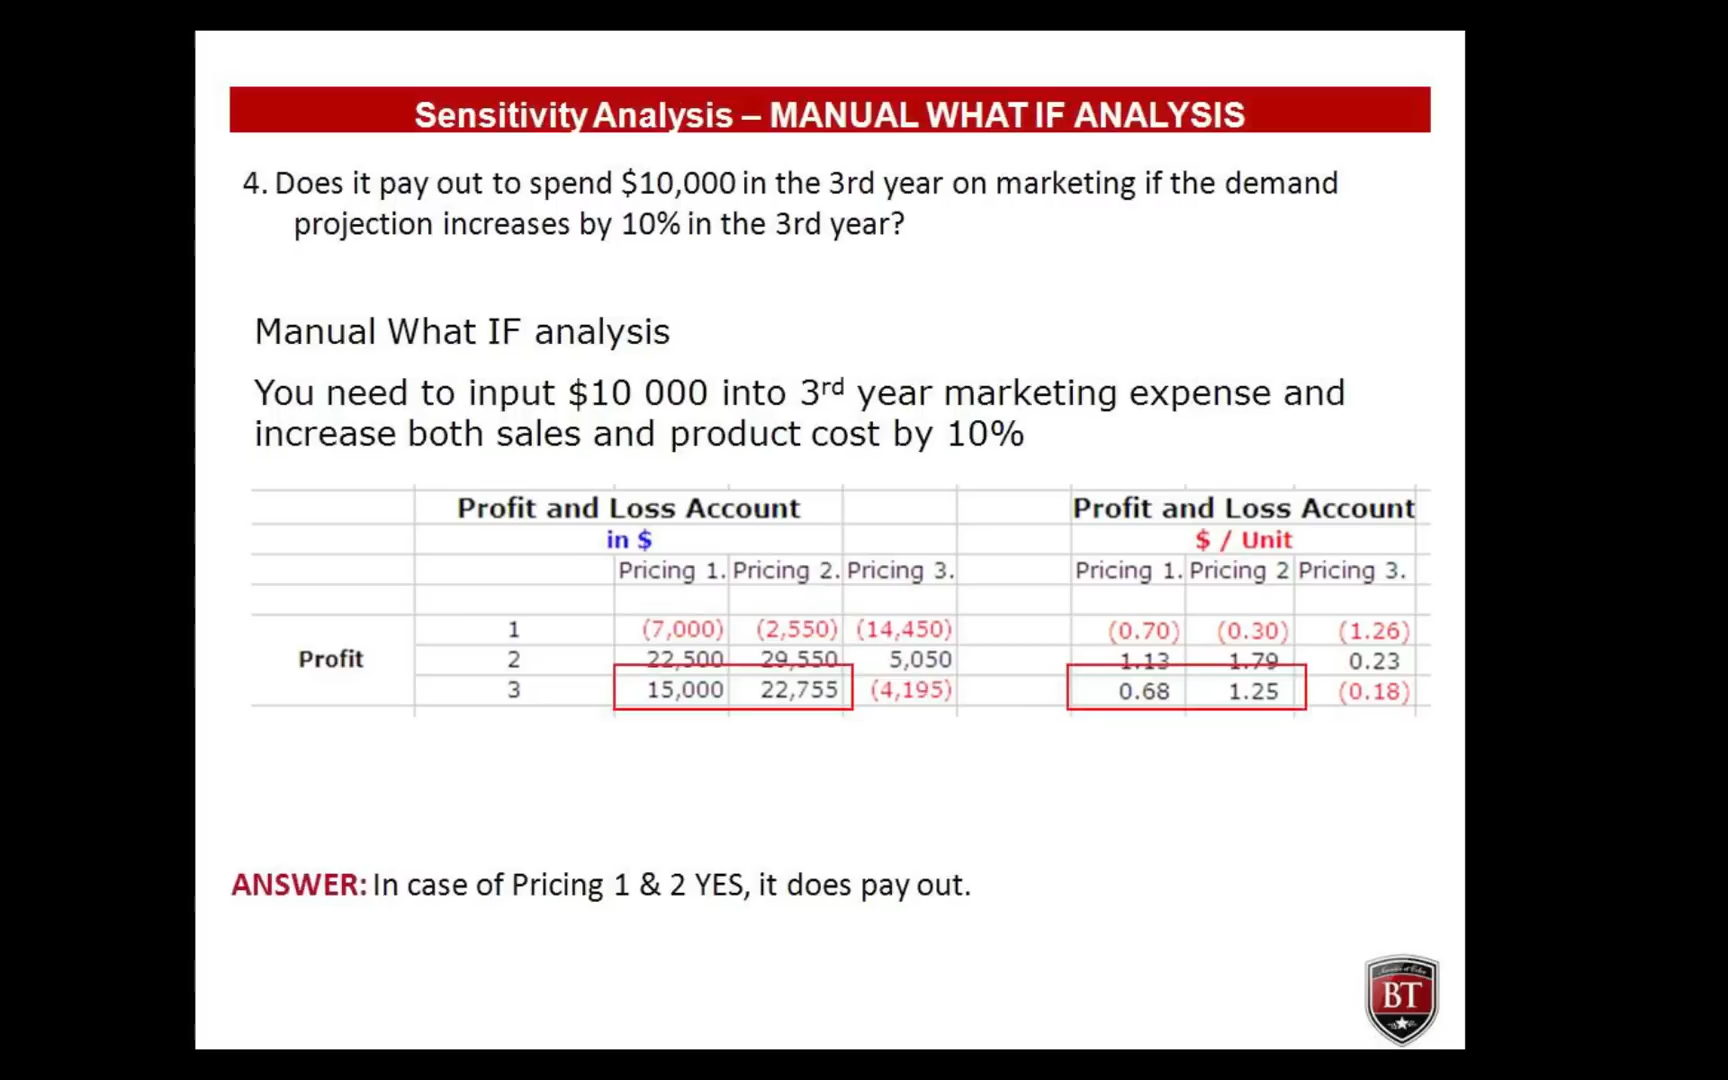 Sensitivity Analysis – MANUAL WHAT IF ANALYSIS
4. Does it pay out to spend $10,000 in the 3rd year on marketing if the demand
projection increases by 10% in the 3rd year?
Manual What IF analysis
You need to input $10 000 into 3rd year marketing expense and
increase both sales and product cost by 10%
Profit and Loss Account Profit and Loss Account
in $ $ / Unit
Pricing 1. Pricing 2. Pricing 3. Pricing 1. Pricing 2 Pricing 3.
1 (7,000) (2,550) (14,450) (0.70) (0.30) (1.26)
Profit 2 22,500 29,550 5,050 1.13 1.79 0.23
3 15,000 22,755 (4,195) 0.68 1.25 (0.18)
ANSWER: In case of Pricing 1 & 2 YES, it does pay out.
BT